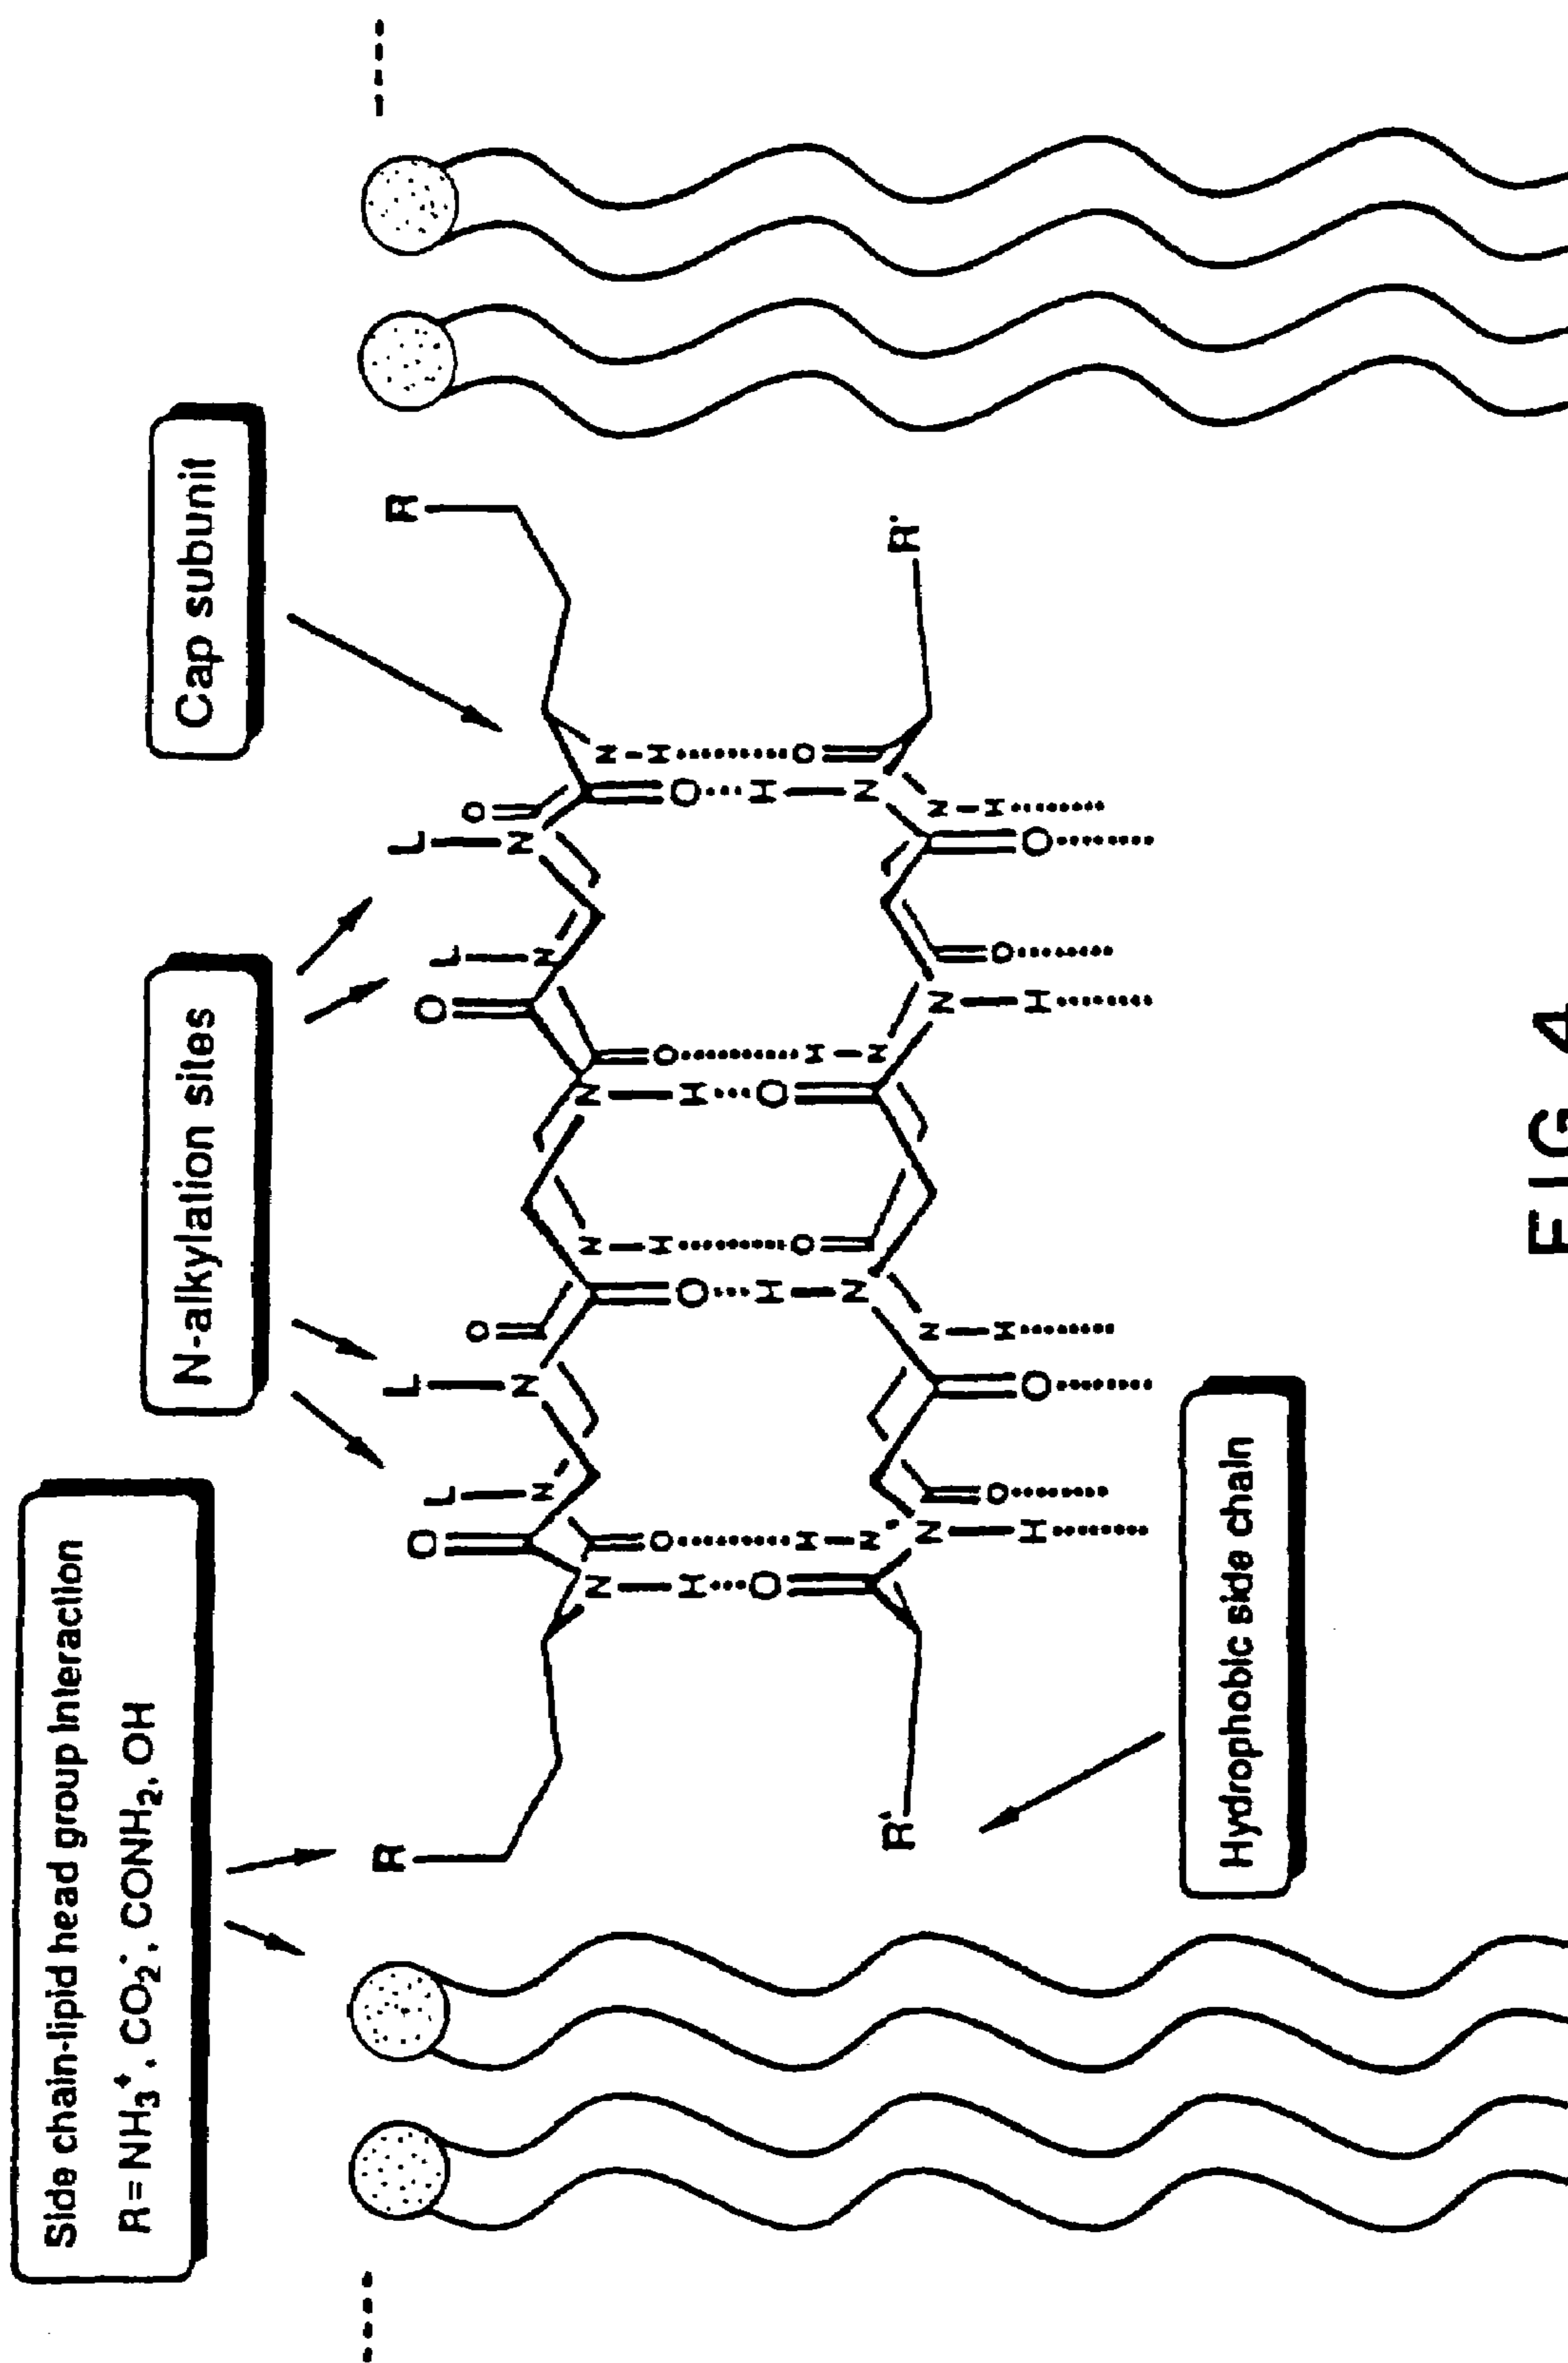 Side chain-lipid head group interaction
R = NH₃⁺, CO₂⁻, CONH₂, OH
N-alkylation sites
Cap subunit
R L L R
O L O O L O
N N N N
N N N N
H O O H H O O H
O H H O O H H O
R' N N N N R'
N N N N
H O O H H O O H
Hydrophobic side chain
FIG. 4